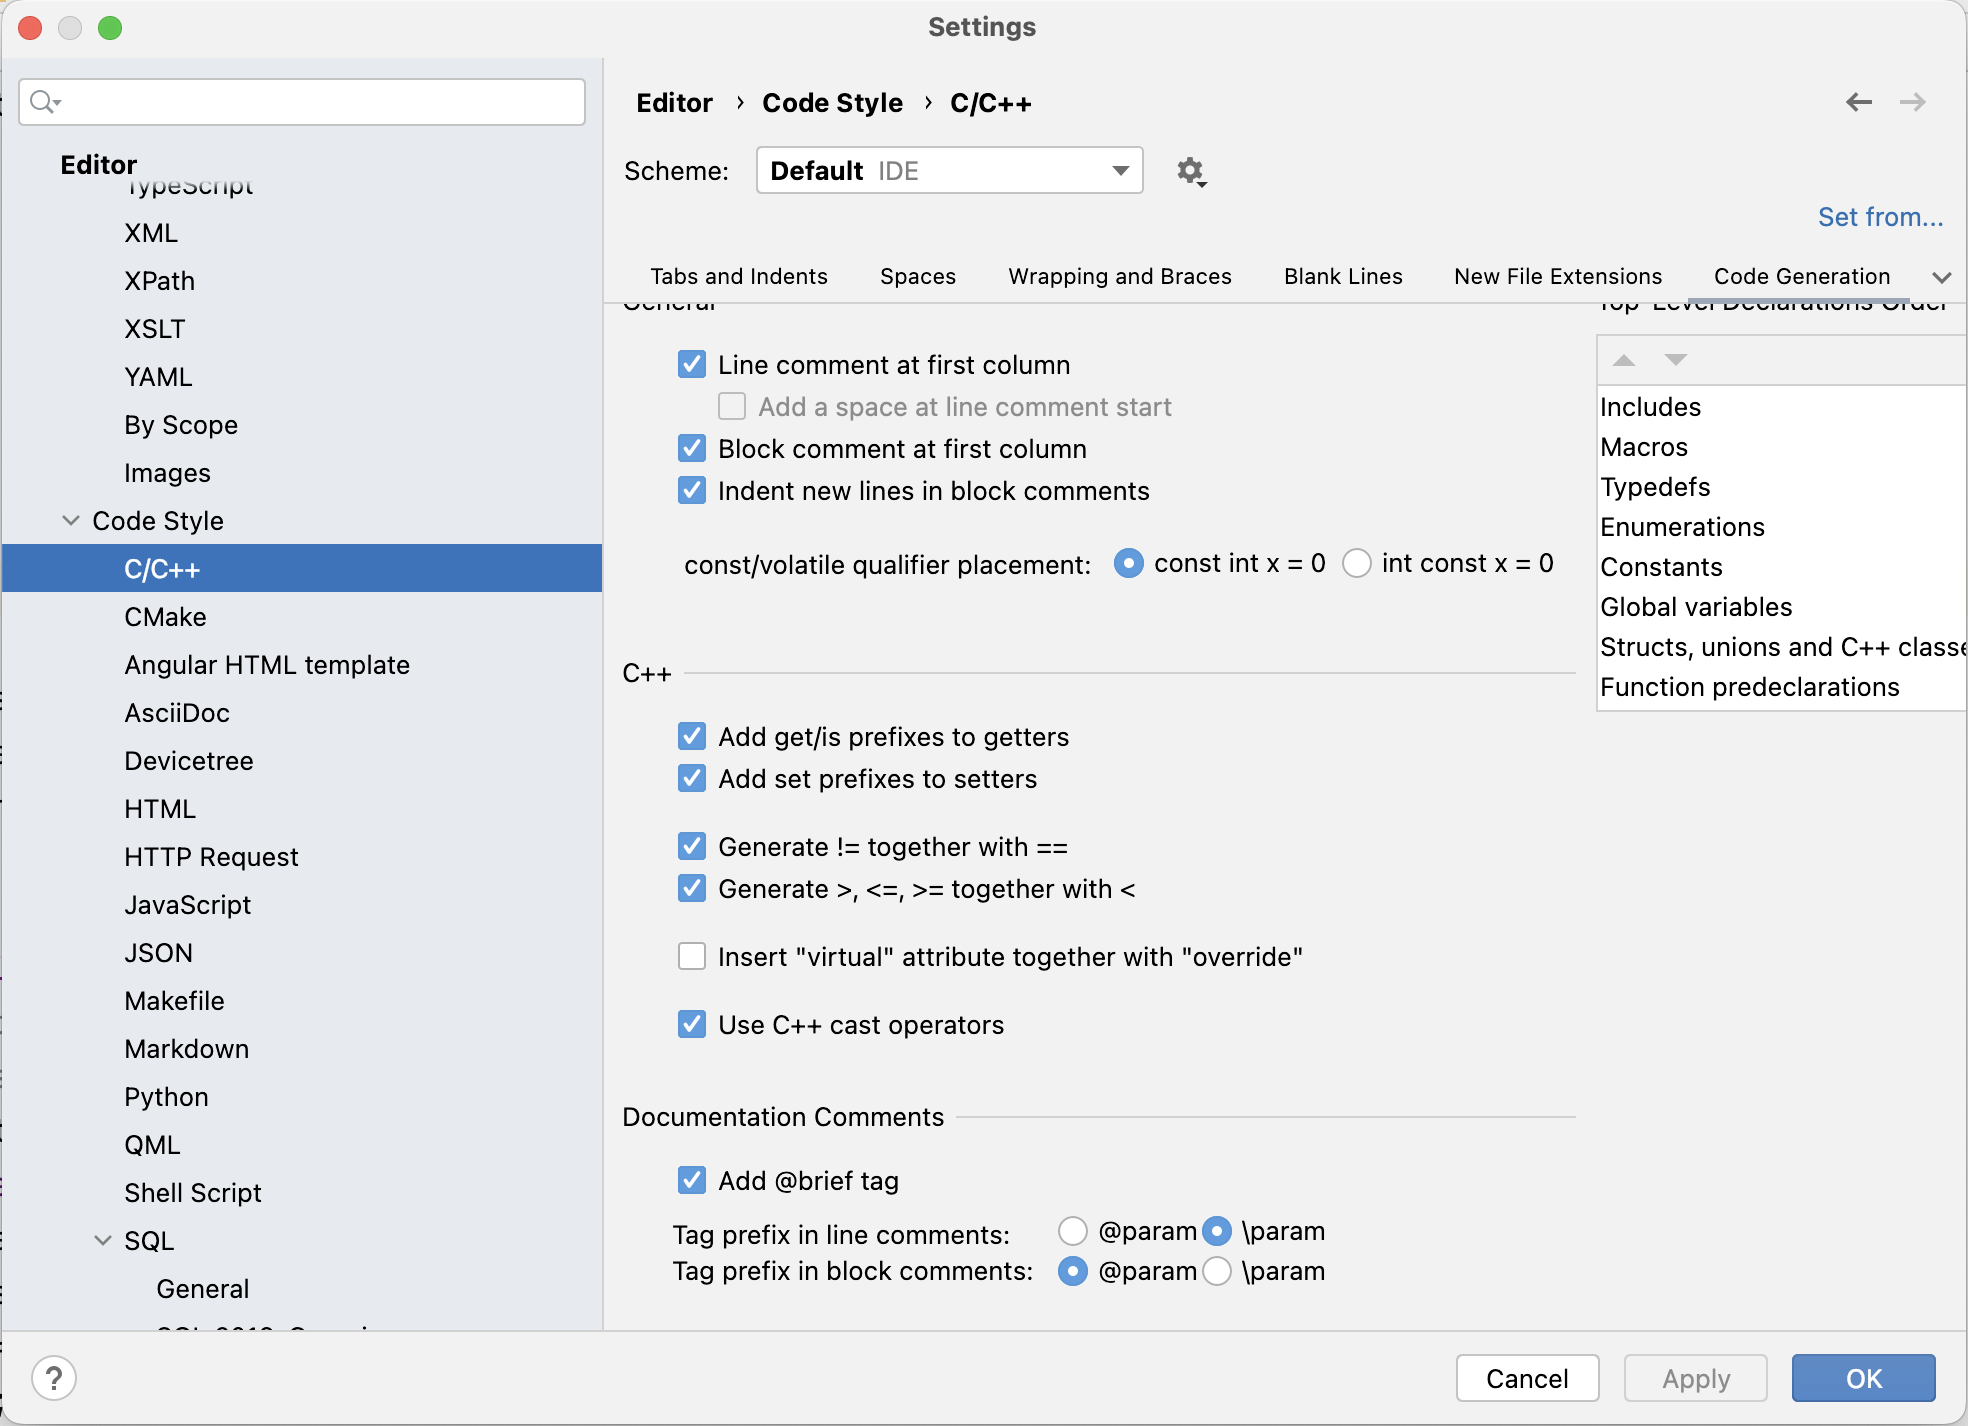 Settings
Editor
TypeScript
XML
XPath
XSLT
YAML
By Scope
Images
Code Style
C/C++
CMake
Angular HTML template
AsciiDoc
Devicetree
HTML
HTTP Request
JavaScript
JSON
Makefile
Markdown
Python
QML
Shell Script
SQL
General
Editor › Code Style › C/C++
Scheme: Default IDE
Set from...
Tabs and Indents Spaces Wrapping and Braces Blank Lines New File Extensions Code Generation
General
Line comment at first column
Add a space at line comment start
Block comment at first column
Indent new lines in block comments
const/volatile qualifier placement: const int x = 0 int const x = 0
C++
Add get/is prefixes to getters
Add set prefixes to setters
Generate != together with ==
Generate >, <=, >= together with <
Insert "virtual" attribute together with "override"
Use C++ cast operators
Documentation Comments
Add @brief tag
Tag prefix in line comments: @param \param
Tag prefix in block comments: @param \param
Top-Level Declarations Order
Includes
Macros
Typedefs
Enumerations
Constants
Global variables
Structs, unions and C++ classe
Function predeclarations
? Cancel Apply OK